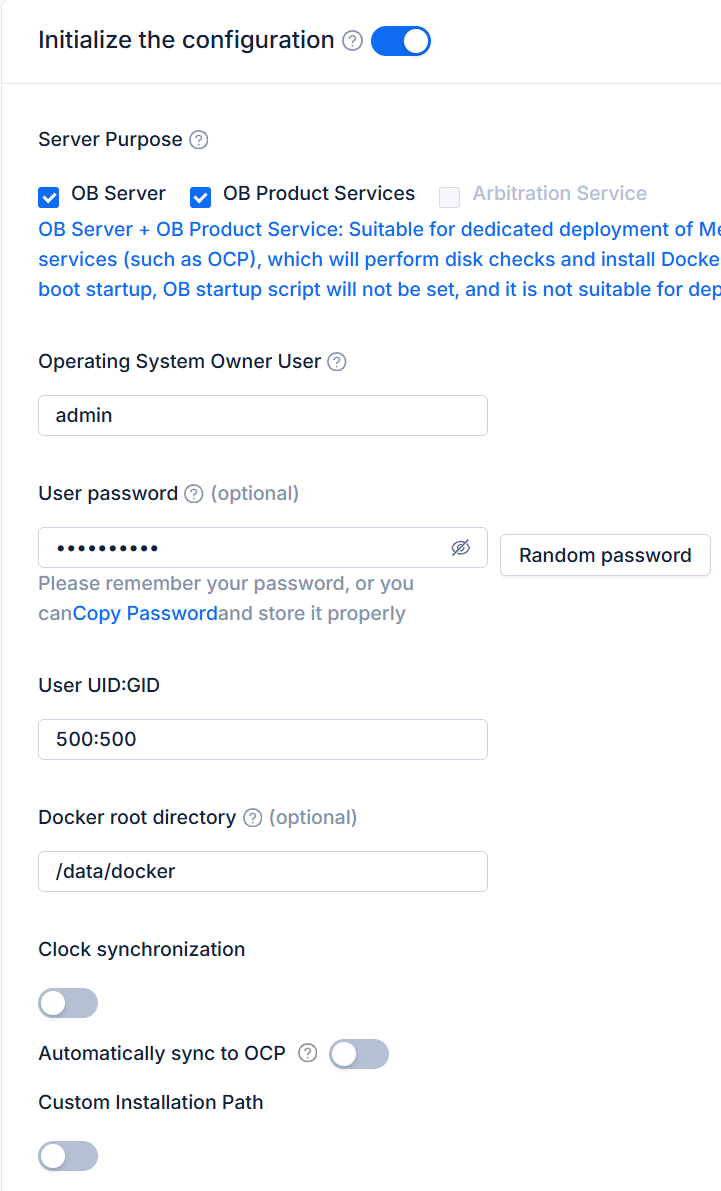 Initialize the configuration ?
Server Purpose ?
OB Server OB Product Services Arbitration Service
OB Server + OB Product Service: Suitable for dedicated deployment of Me
services (such as OCP), which will perform disk checks and install Docke
boot startup, OB startup script will not be set, and it is not suitable for dep
Operating System Owner User ?
admin
User password ? (optional)
••••••••••
Random password
Please remember your password, or you
canCopy Passwordand store it properly
User UID:GID
500:500
Docker root directory ? (optional)
/data/docker
Clock synchronization
Automatically sync to OCP ?
Custom Installation Path